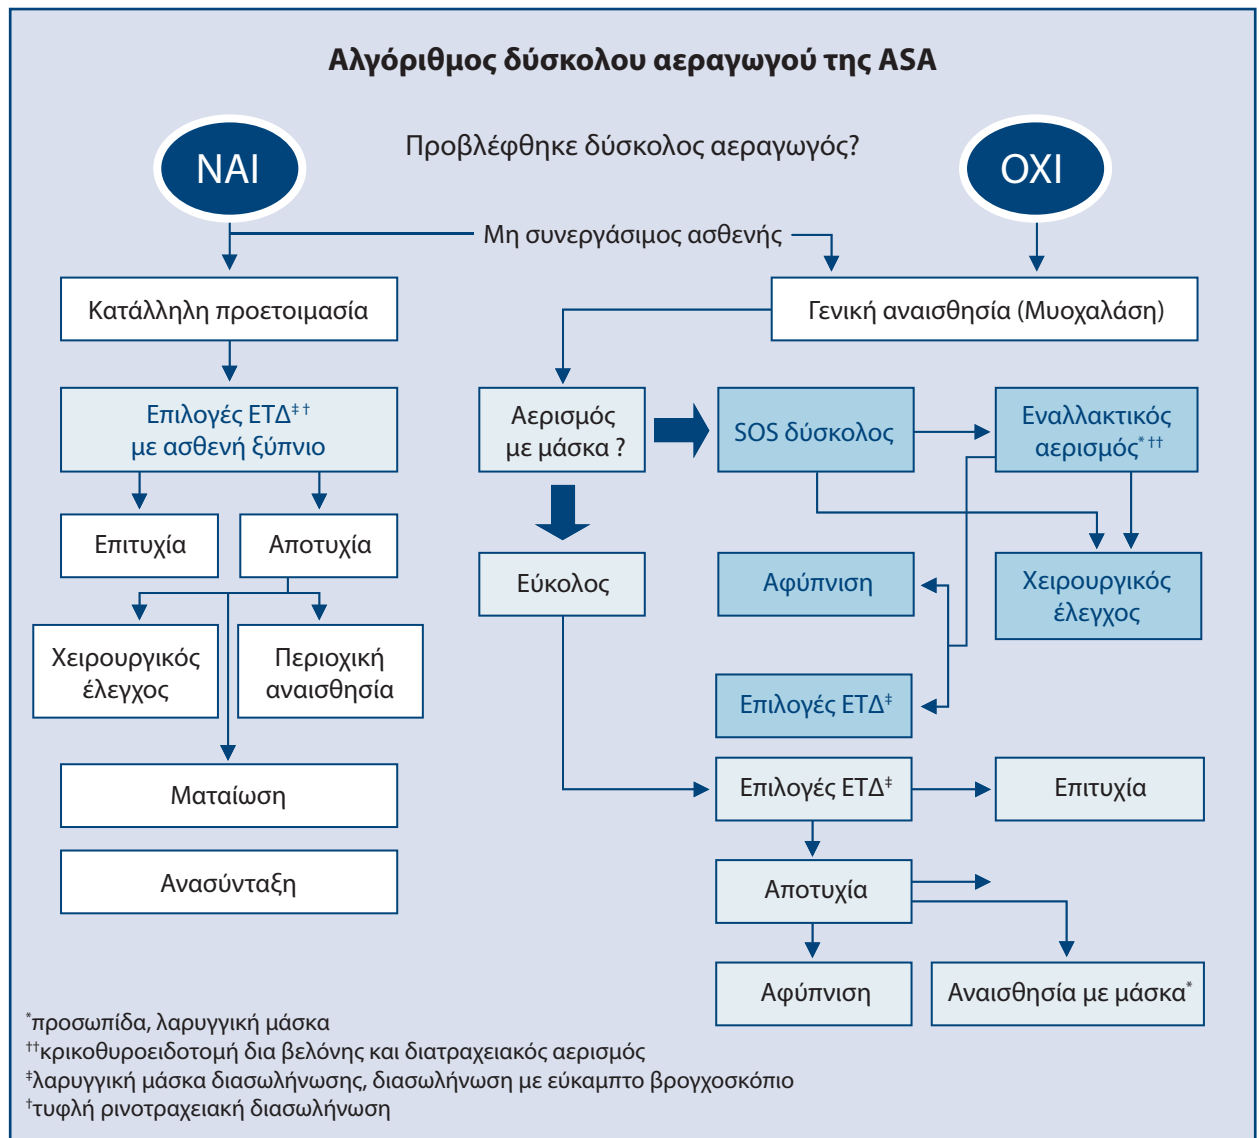 Αλγόριθμος δύσκολου αεραγωγού της ASA
ΝΑΙ
Προβλέφθηκε δύσκολος αεραγωγός?
ΟΧΙ
Μη συνεργάσιμος ασθενής
Κατάλληλη προετοιμασία
Γενική αναισθησία (Μυοχαλάση)
Επιλογές ΕΤΔ‡ †
με ασθενή ξύπνιο
Αερισμός
με μάσκα ?
SOS δύσκολος
Εναλλακτικός
αερισμός* ††
Επιτυχία
Αποτυχία
Εύκολος
Αφύπνιση
Χειρουργικός
έλεγχος
Χειρουργικός
έλεγχος
Περιοχική
αναισθησία
Επιλογές ΕΤΔ‡
Ματαίωση
Επιλογές ΕΤΔ‡
Επιτυχία
Ανασύνταξη
Αποτυχία
Αφύπνιση
Αναισθησία με μάσκα*
*προσωπίδα, λαρυγγική μάσκα
††κρικοθυροειδοτομή δια βελόνης και διατραχειακός αερισμός
‡λαρυγγική μάσκα διασωλήνωσης, διασωλήνωση με εύκαμπτο βρογχοσκόπιο
†τυφλή ρινοτραχειακή διασωλήνωση